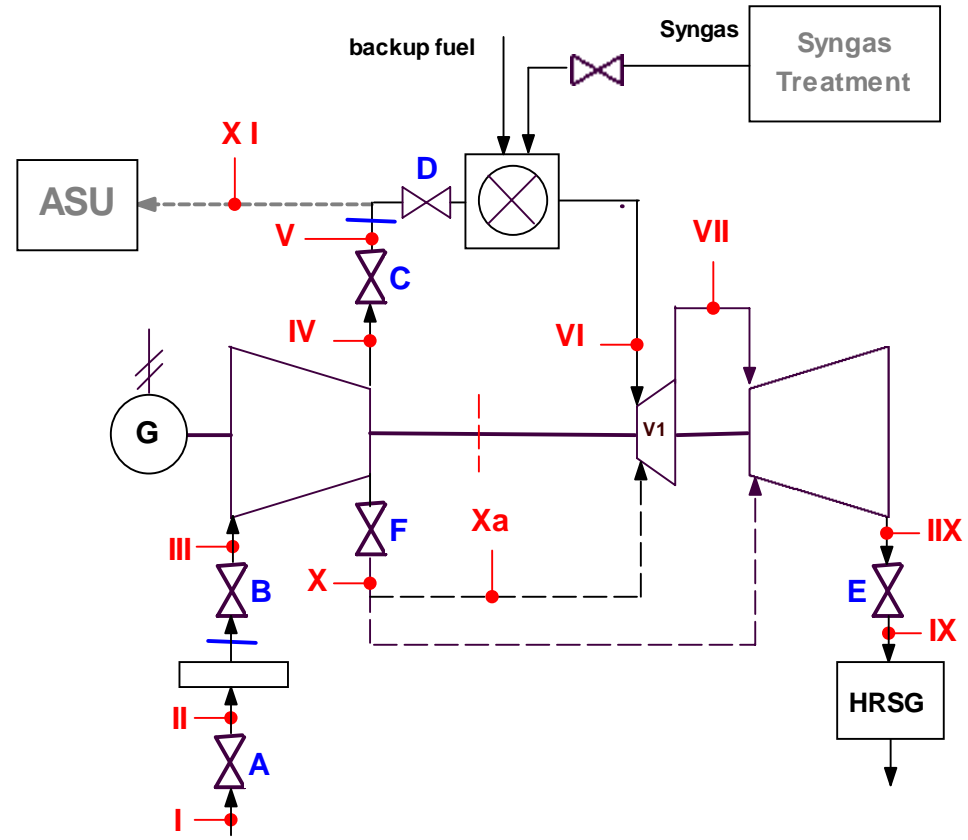 backup fuel
Syngas
Syngas
Treatment
X I
ASU
D
V
C
VII
IV
VI
G
V1
III
F
Xa
IIX
B
X
E
IX
II
HRSG
A
I